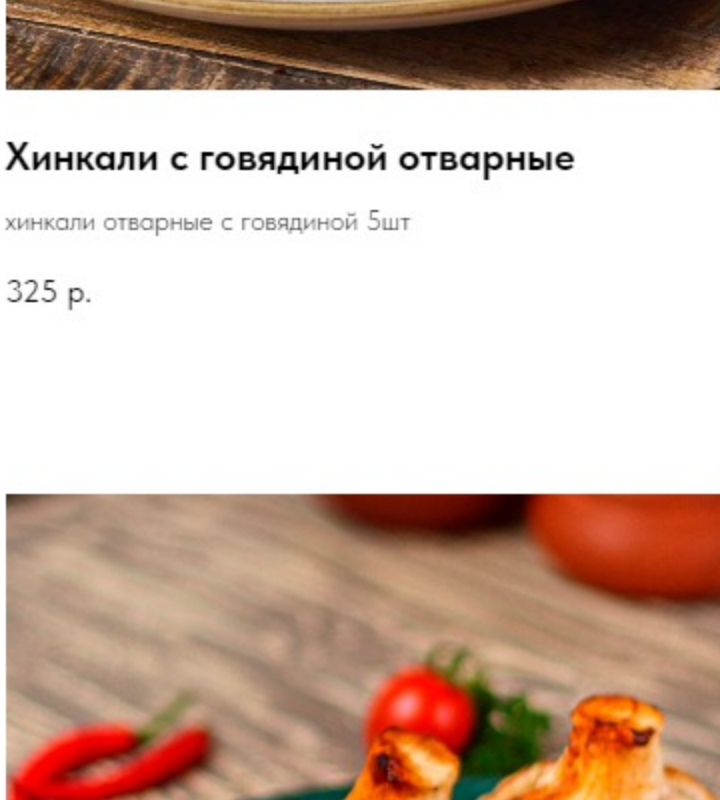 Хинкали с говядиной отварные
хинкали отварные с говядиной 5шт
325 р.